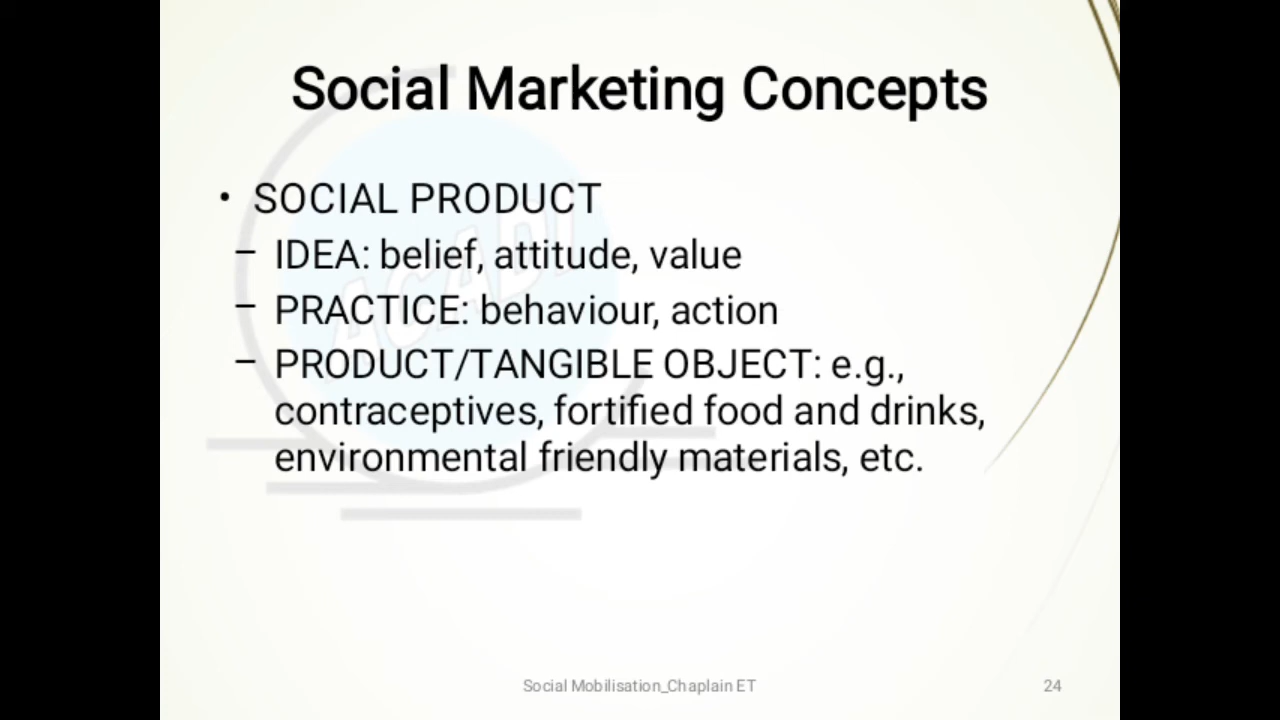 Social Marketing Concepts
• SOCIAL PRODUCT
– IDEA: belief, attitude, value
– PRACTICE: behaviour, action
– PRODUCT/TANGIBLE OBJECT: e.g.,
contraceptives, fortified food and drinks,
environmental friendly materials, etc.
ACADI
Social Mobilisation_Chaplain ET
24